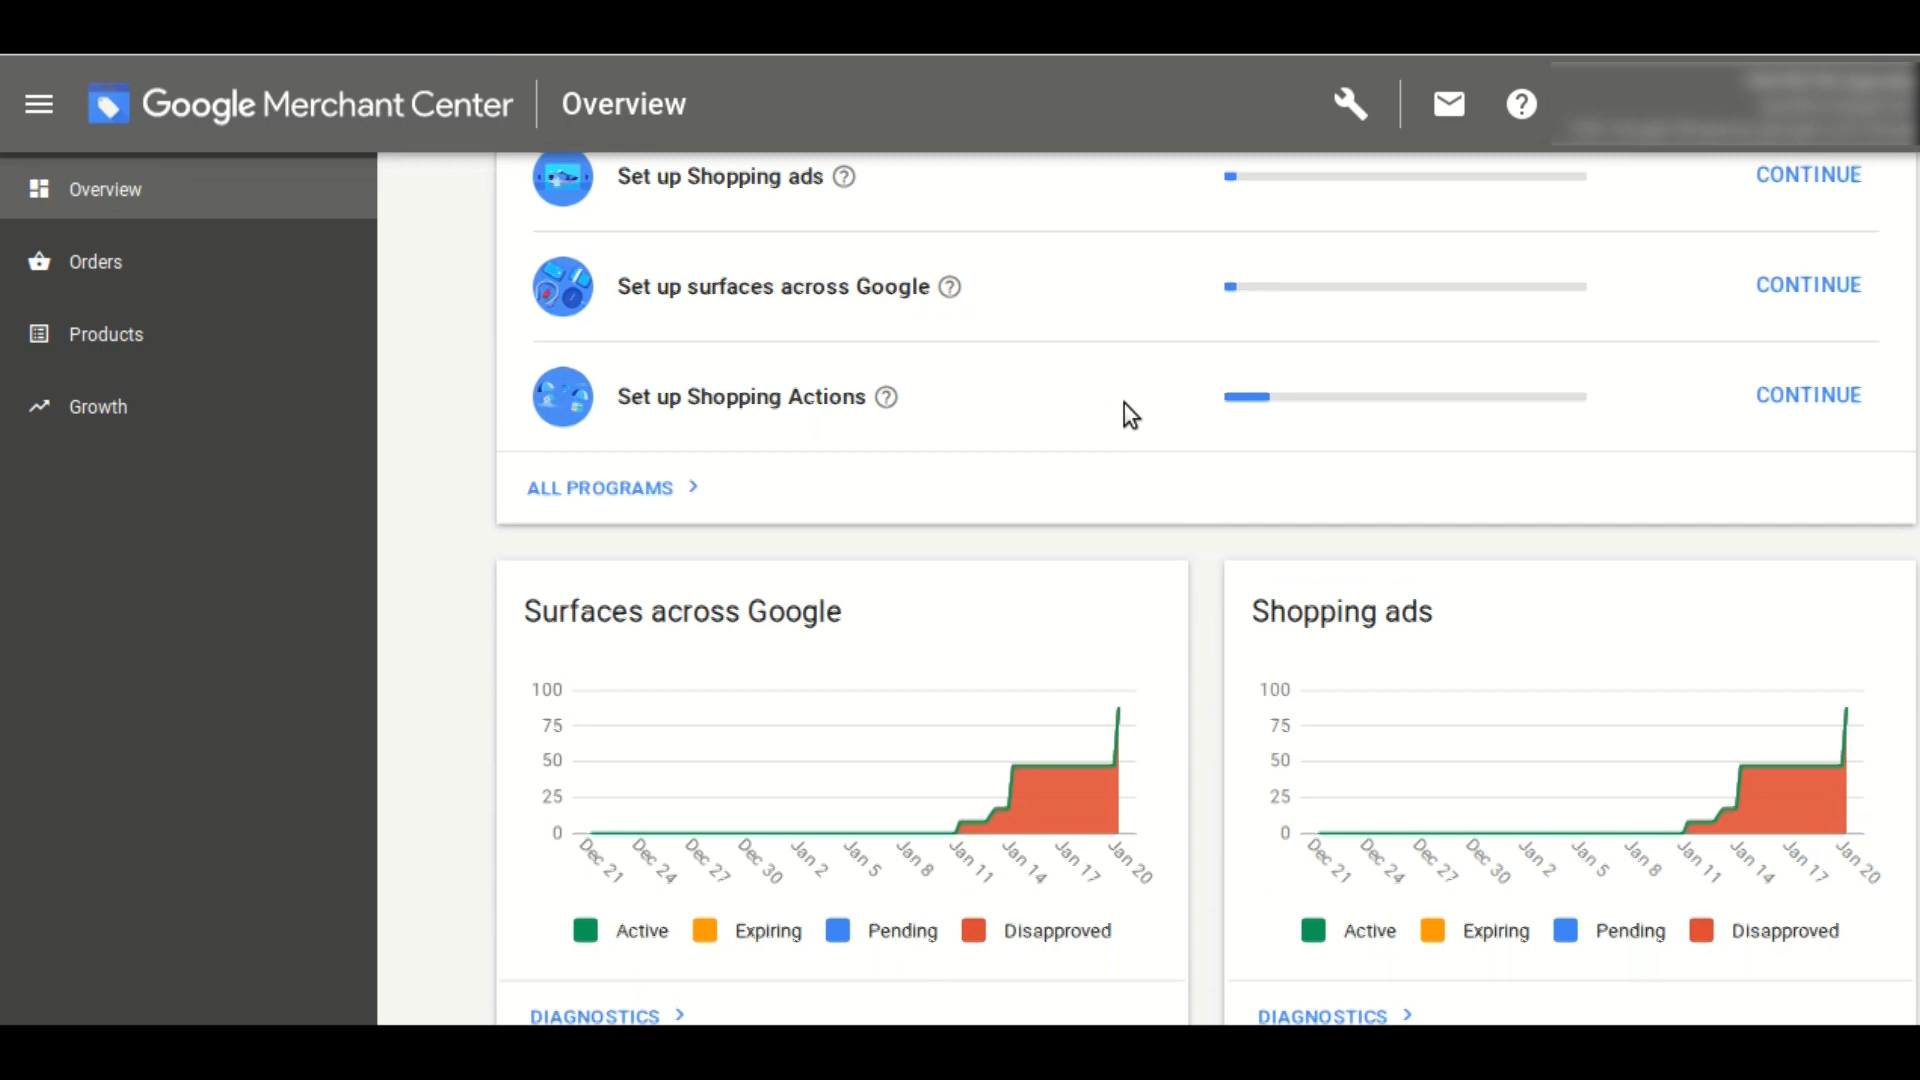 Google Merchant Center
Overview
Overview
Orders
Products
Growth
Set up Shopping ads
CONTINUE
Set up surfaces across Google
CONTINUE
Set up Shopping Actions
CONTINUE
ALL PROGRAMS
Surfaces across Google
100
75
50
25
0
Dec 21 Dec 24 Dec 27 Dec 30 Jan 2 Jan 5 Jan 8 Jan 11 Jan 14 Jan 17 Jan 20
Active Expiring Pending Disapproved
DIAGNOSTICS
Shopping ads
100
75
50
25
0
Dec 21 Dec 24 Dec 27 Dec 30 Jan 2 Jan 5 Jan 8 Jan 11 Jan 14 Jan 17 Jan 20
Active Expiring Pending Disapproved
DIAGNOSTICS